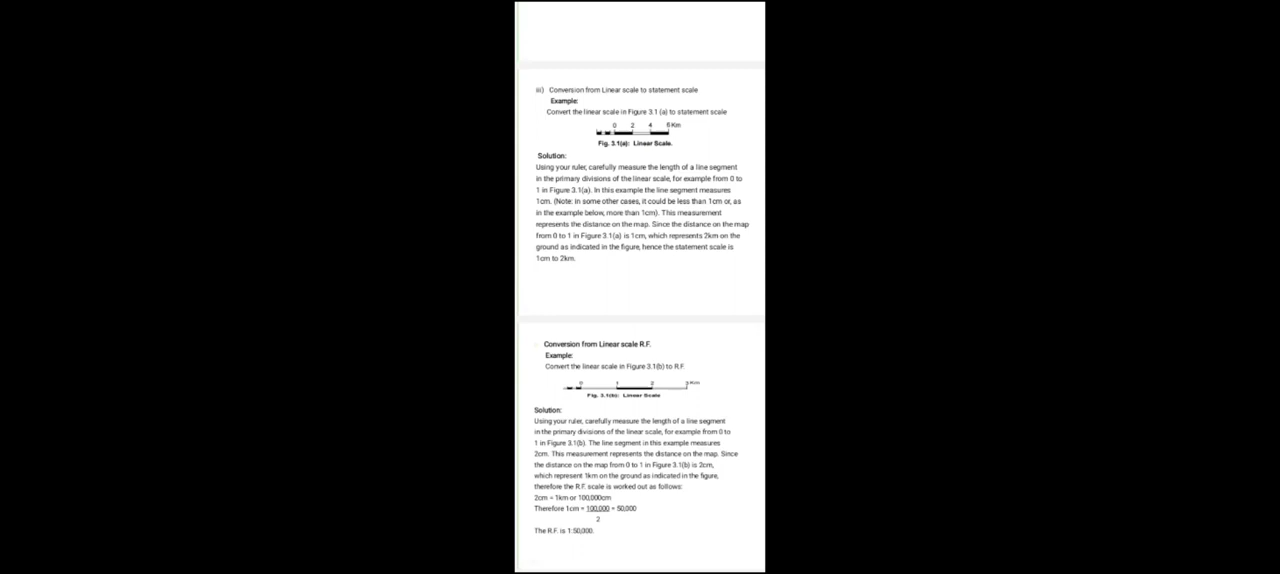 iii) Conversion from Linear scale to statement scale
Example:
Convert the linear scale in Figure 3.1 (a) to statement scale
0 2 4 6 Km
Fig. 3.1(a): Linear Scale.
Solution:
Using your ruler, carefully measure the length of a line segment
in the primary divisions of the linear scale, for example from 0 to
1 in Figure 3.1(a). In this example the line segment measures
1cm. (Note: In some other cases, it could be less than 1cm or, as
in the example below, more than 1cm). This measurement
represents the distance on the map. Since the distance on the map
from 0 to 1 in Figure 3.1(a) is 1cm, which represents 2km on the
ground as indicated in the figure, hence the statement scale is
1cm to 2km.
Conversion from Linear scale R.F.
Example:
Convert the linear scale in Figure 3.1(b) to R.F.
0 1 2 3 Km
Fig. 3.1(b): Linear Scale
Solution:
Using your ruler, carefully measure the length of a line segment
in the primary divisions of the linear scale, for example from 0 to
1 in Figure 3.1(b). The line segment in this example measures
2cm. This measurement represents the distance on the map. Since
the distance on the map from 0 to 1 in Figure 3.1(b) is 2cm,
which represent 1km on the ground as indicated in the figure,
therefore the R.F. scale is worked out as follows:
2cm = 1km or 100,000cm
Therefore 1cm = 100,000 = 50,000
2
The R.F. is 1:50,000.